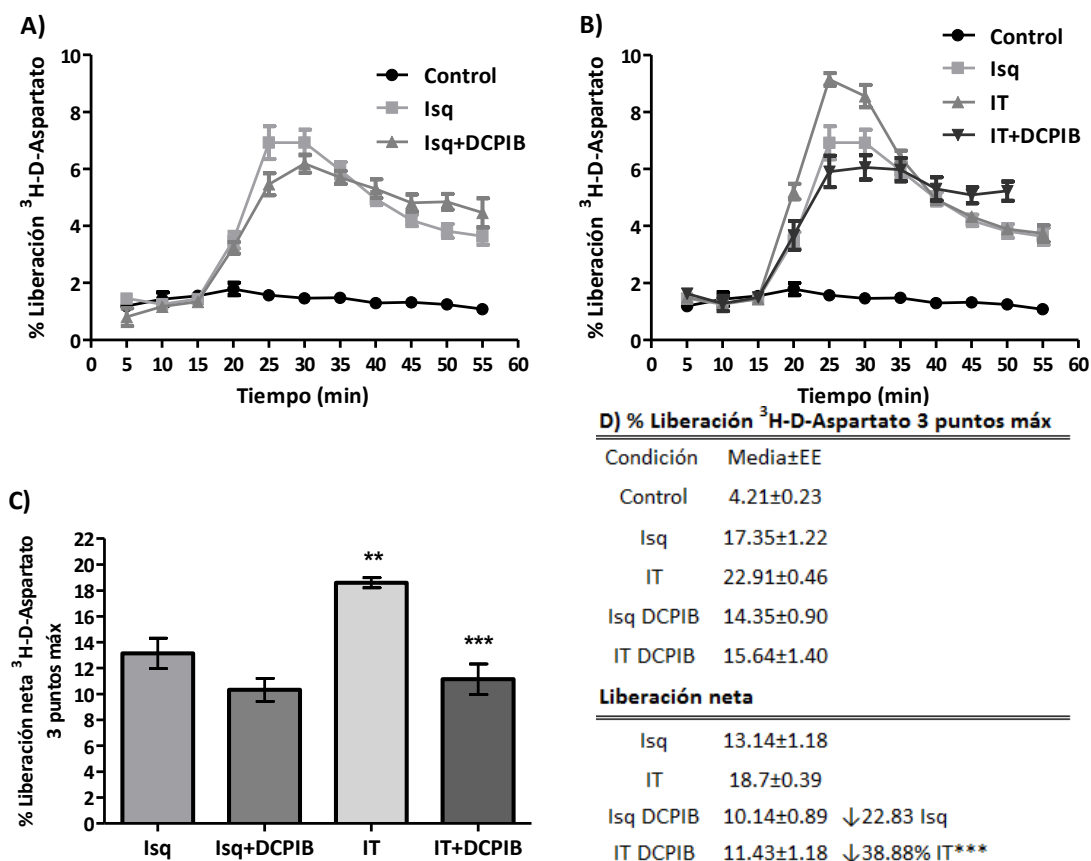 A)
% Liberación ³H-D-Aspartato
10
8
6
4
2
0
Control
Isq
Isq+DCPIB
0 5 10 15 20 25 30 35 40 45 50 55 60
Tiempo (min)
B)
% Liberación ³H-D-Aspartato
10
8
6
4
2
0
Control
Isq
IT
IT+DCPIB
0 5 10 15 20 25 30 35 40 45 50 55 60
Tiempo (min)
C)
% Liberación neta ³H-D-Aspartato
3 puntos máx
22
20
18
16
14
12
10
8
6
4
2
0
**
***
Isq Isq+DCPIB IT IT+DCPIB
D) % Liberación ³H-D-Aspartato 3 puntos máx
Condición Media±EE
Control 4.21±0.23
Isq 17.35±1.22
IT 22.91±0.46
Isq DCPIB 14.35±0.90
IT DCPIB 15.64±1.40
Liberación neta
Isq 13.14±1.18
IT 18.7±0.39
Isq DCPIB 10.14±0.89 ↓22.83 Isq
IT DCPIB 11.43±1.18 ↓38.88% IT***